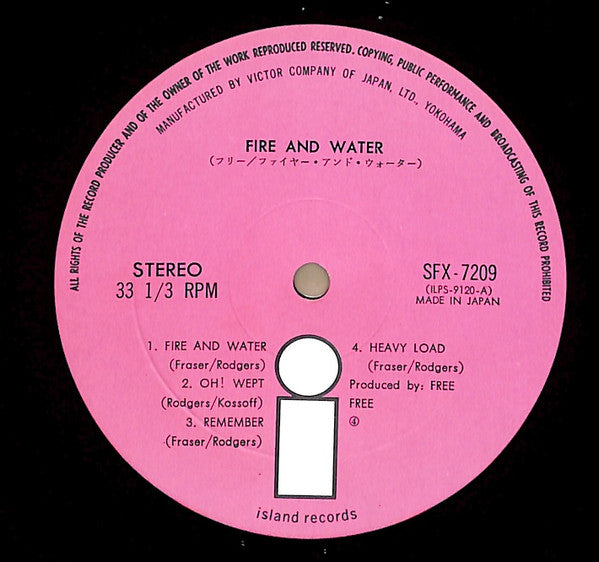 ALL RIGHTS OF THE RECORD PRODUCER AND OF THE OWNER OF THE WORK REPRODUCED RESERVED. COPYING, PUBLIC PERFORMANCE AND BROADCASTING OF THIS RECORD PROHIBITED
MANUFACTURED BY VICTOR COMPANY OF JAPAN, LTD., YOKOHAMA
FIRE AND WATER
(フリー／ファイヤー・アンド・ウォーター)
STEREO
33 1/3 RPM
SFX-7209
(ILPS-9120-A)
MADE IN JAPAN
1. FIRE AND WATER
(Fraser/Rodgers)
2. OH! WEPT
(Rodgers/Kossoff)
3. REMEMBER
(Fraser/Rodgers)
4. HEAVY LOAD
(Fraser/Rodgers)
Produced by: FREE
FREE
④
i
island records